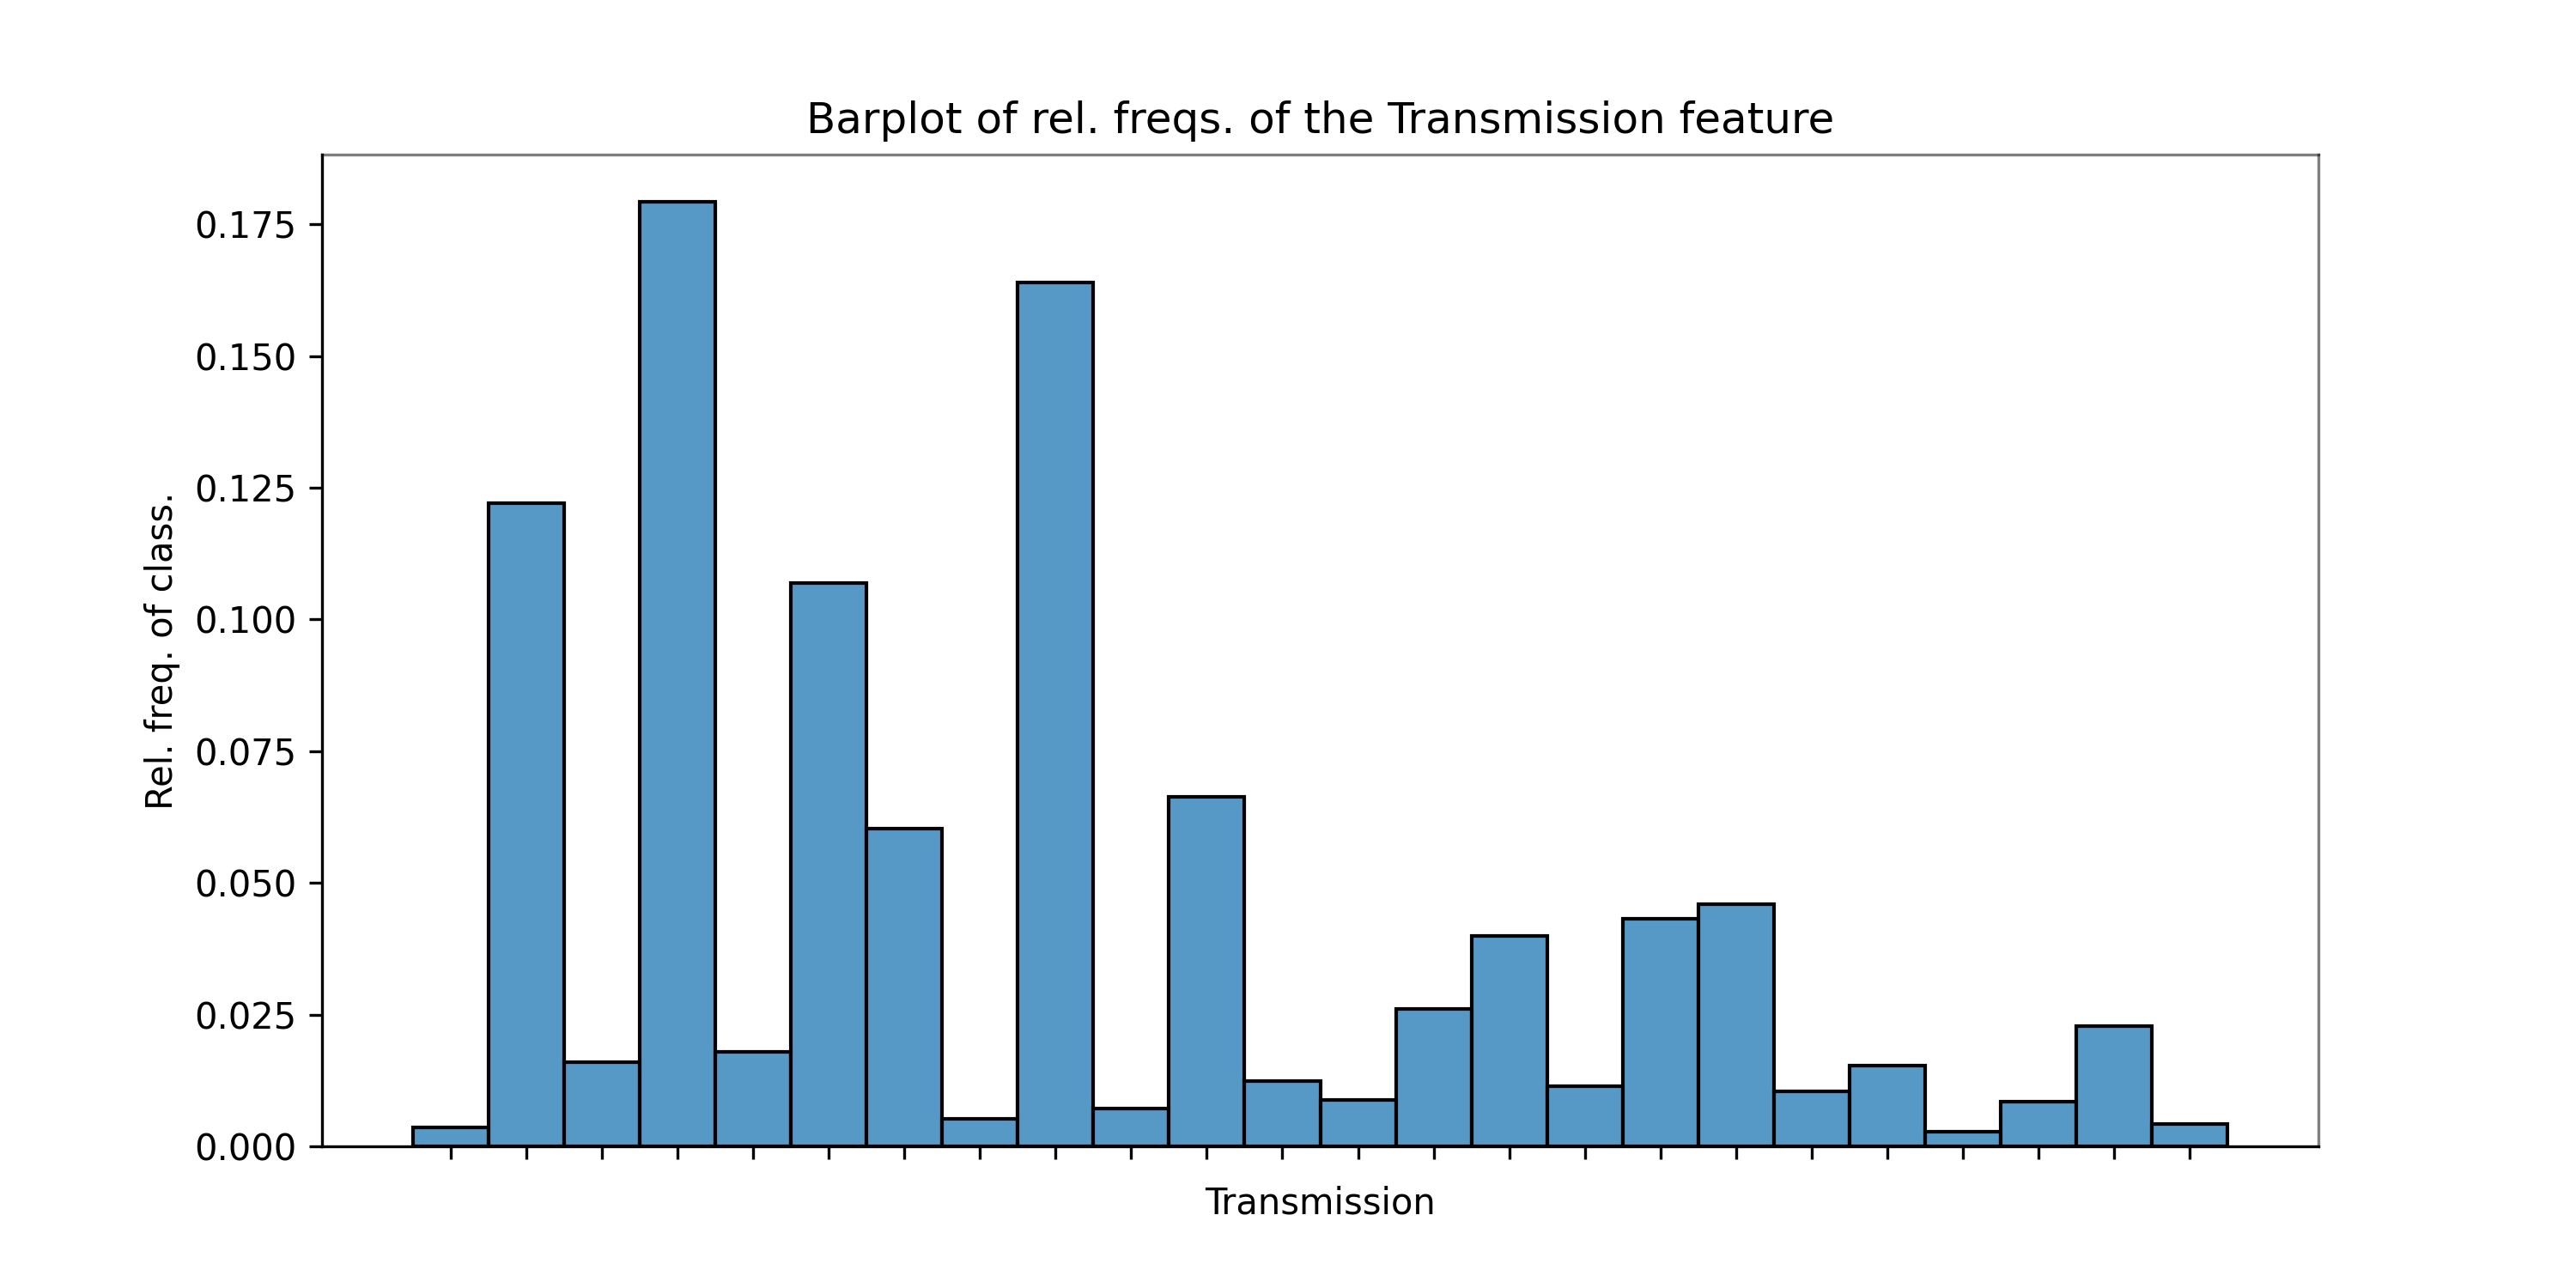 Barplot of rel. freqs. of the Transmission feature
Rel. freq. of class.
0.175
0.150
0.125
0.100
0.075
0.050
0.025
0.000
Transmission